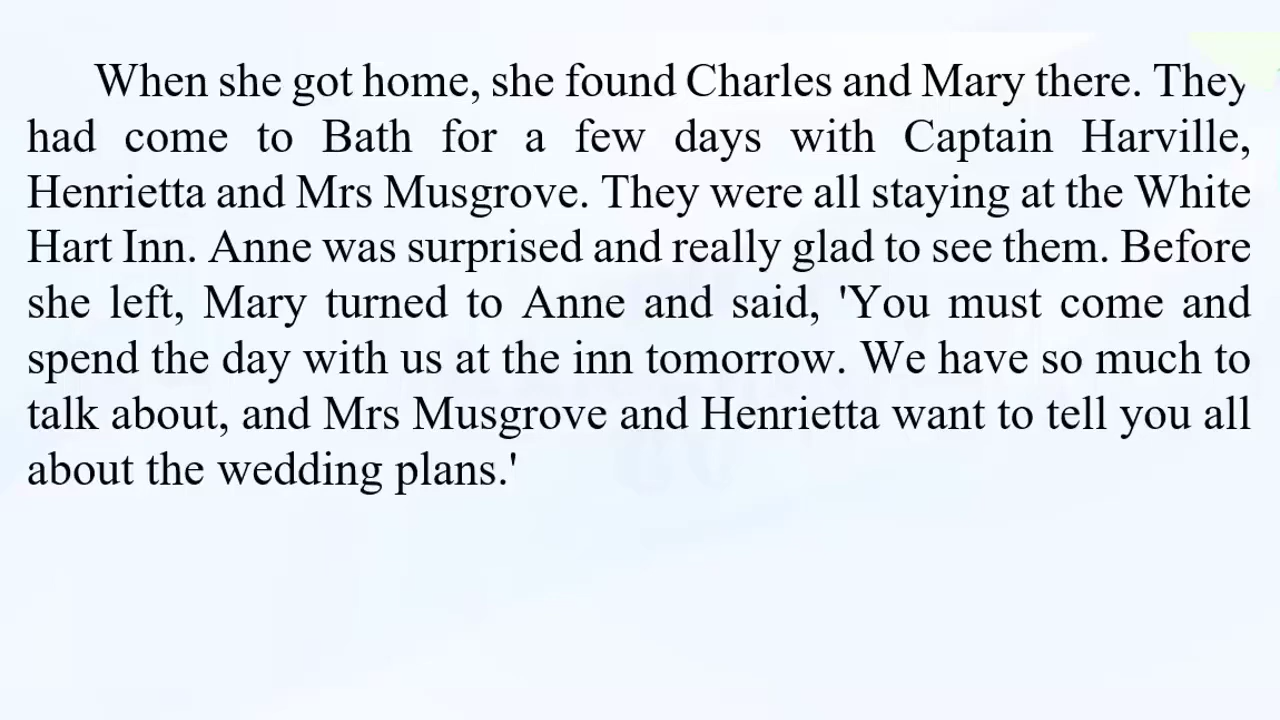 When she got home, she found Charles and Mary there. They
had come to Bath for a few days with Captain Harville,
Henrietta and Mrs Musgrove. They were all staying at the White
Hart Inn. Anne was surprised and really glad to see them. Before
she left, Mary turned to Anne and said, 'You must come and
spend the day with us at the inn tomorrow. We have so much to
talk about, and Mrs Musgrove and Henrietta want to tell you all
about the wedding plans.'